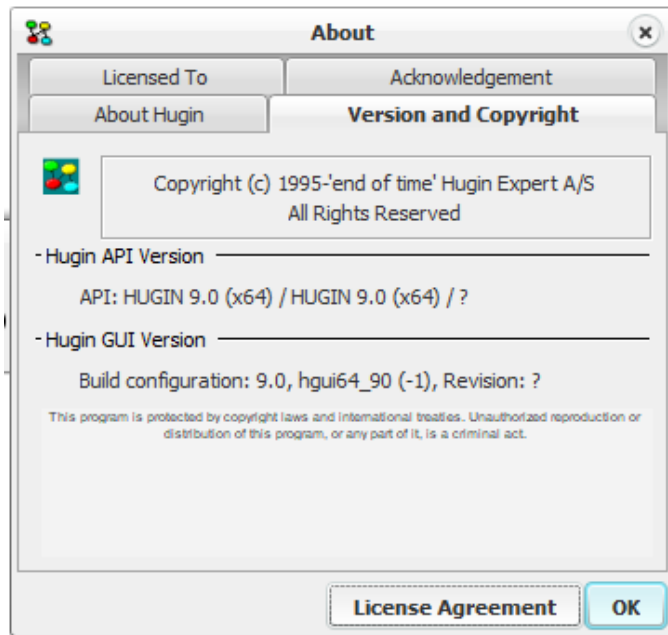 About
Licensed To
Acknowledgement
About Hugin
Version and Copyright
Copyright (c) 1995-'end of time' Hugin Expert A/S
All Rights Reserved
Hugin API Version
API: HUGIN 9.0 (x64) / HUGIN 9.0 (x64) / ?
Hugin GUI Version
Build configuration: 9.0, hgui64_90 (-1), Revision: ?
This program is protected by copyright laws and international treaties. Unauthorized reproduction or
distribution of this program, or any part of it, is a criminal act.
License Agreement
OK